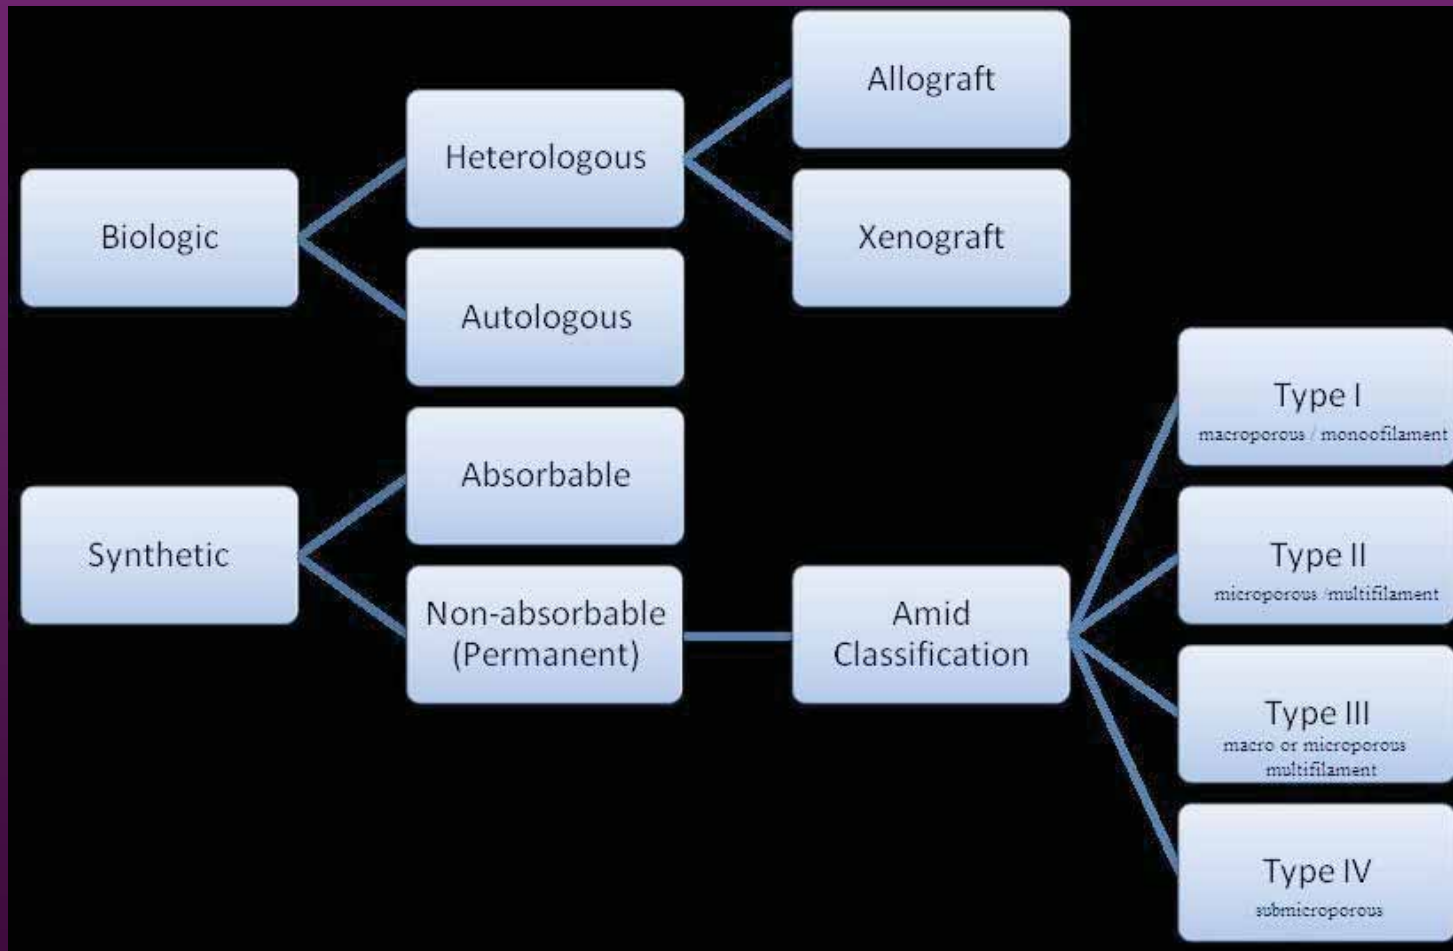 Biologic
Heterologous
Allograft
Xenograft
Autologous
Synthetic
Absorbable
Non-absorbable
(Permanent)
Amid
Classification
Type I
macroporous / monoofilament
Type II
microporous /multifilament
Type III
macro or microporous
multifilament
Type IV
submicroporous